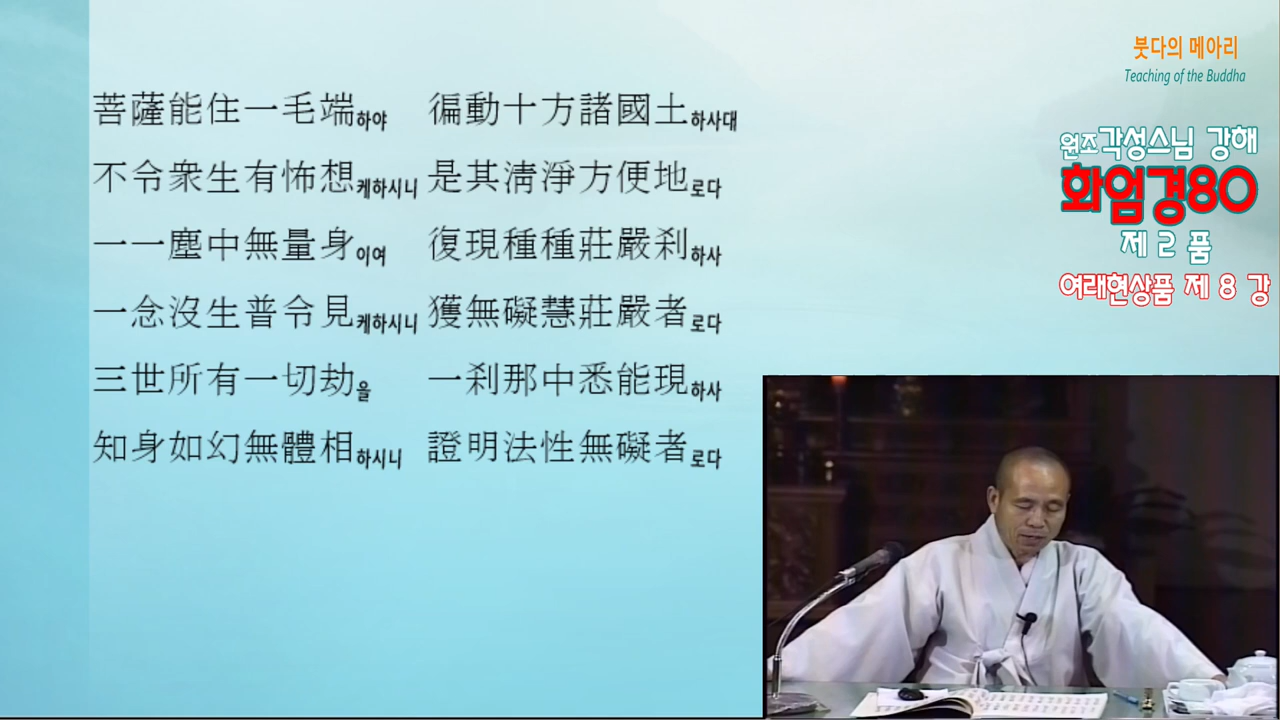 菩薩能住一毛端하야 徧動十方諸國土하사대
不令衆生有怖想케하시니 是其淸淨方便地로다
一一塵中無量身이여 復現種種莊嚴刹하사
一念沒生普令見케하시니 獲無礙慧莊嚴者로다
三世所有一切劫을 一刹那中悉能現하사
知身如幻無體相하시니 證明法性無礙者로다
붓다의 메아리
Teaching of the Buddha
원조각성스님 강해
화엄경80
제 2 품
여래현상품 제 8 강